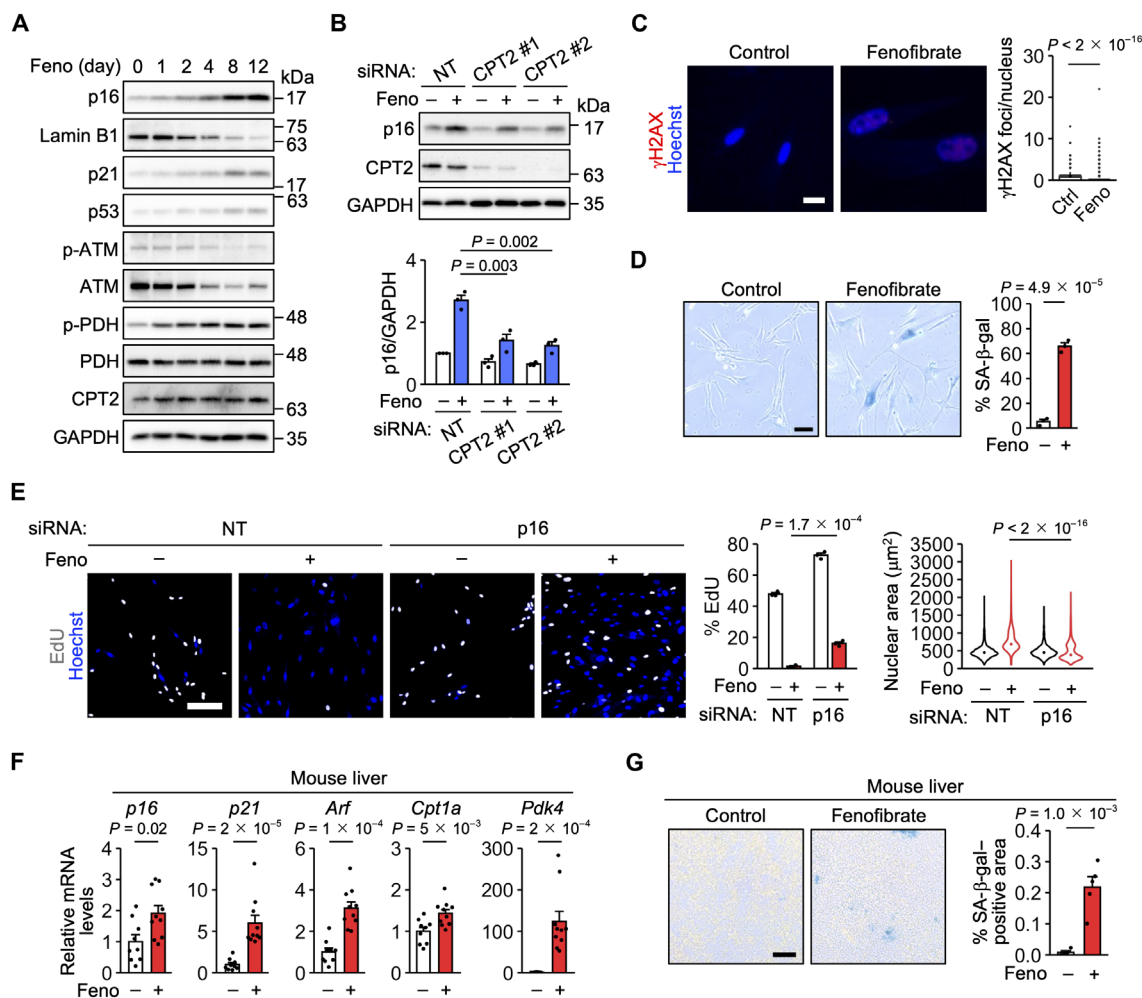 A
Feno (day) 0 1 2 4 8 12 kDa
p16 17
Lamin B1 75 63
p21 17
p53 63
p-ATM
ATM
p-PDH 48
PDH 48
CPT2 63
GAPDH 35
B
siRNA: NT CPT2 #1 CPT2 #2
Feno – + – + – + kDa
p16 17
CPT2 63
GAPDH 35
P = 0.002
P = 0.003
p16/GAPDH
4
2
0
Feno – + – + – +
siRNA: NT CPT2 #1 CPT2 #2
C
Control Fenofibrate
γH2AX
Hoechst
P < 2 × 10⁻¹⁶
γH2AX foci/nucleus
30
20
10
0
Ctrl Feno
D
Control Fenofibrate
P = 4.9 × 10⁻⁵
% SA-β-gal
100
80
60
40
20
0
Feno – +
E
siRNA: NT p16
Feno – + – +
EdU
Hoechst
P = 1.7 × 10⁻⁴
% EdU
80
60
40
20
0
Feno – + – +
siRNA: NT p16
P < 2 × 10⁻¹⁶
Nuclear area (μm²)
3500
3000
2500
2000
1500
1000
500
0
Feno – + – +
siRNA: NT p16
F
Mouse liver
p16 p21 Arf Cpt1a Pdk4
P = 0.02 P = 2 × 10⁻⁵ P = 1 × 10⁻⁴ P = 5 × 10⁻³ P = 2 × 10⁻⁴
Relative mRNA
levels
4 3 2 1 0
15 10 5 0
6 4 2 0
3 2 1 0
300 200 100 0
Feno – + – + – + – + – +
G
Mouse liver
Control Fenofibrate
P = 1.0 × 10⁻³
% SA-β-gal–
positive area
0.4
0.3
0.2
0.1
0.0
Feno – +